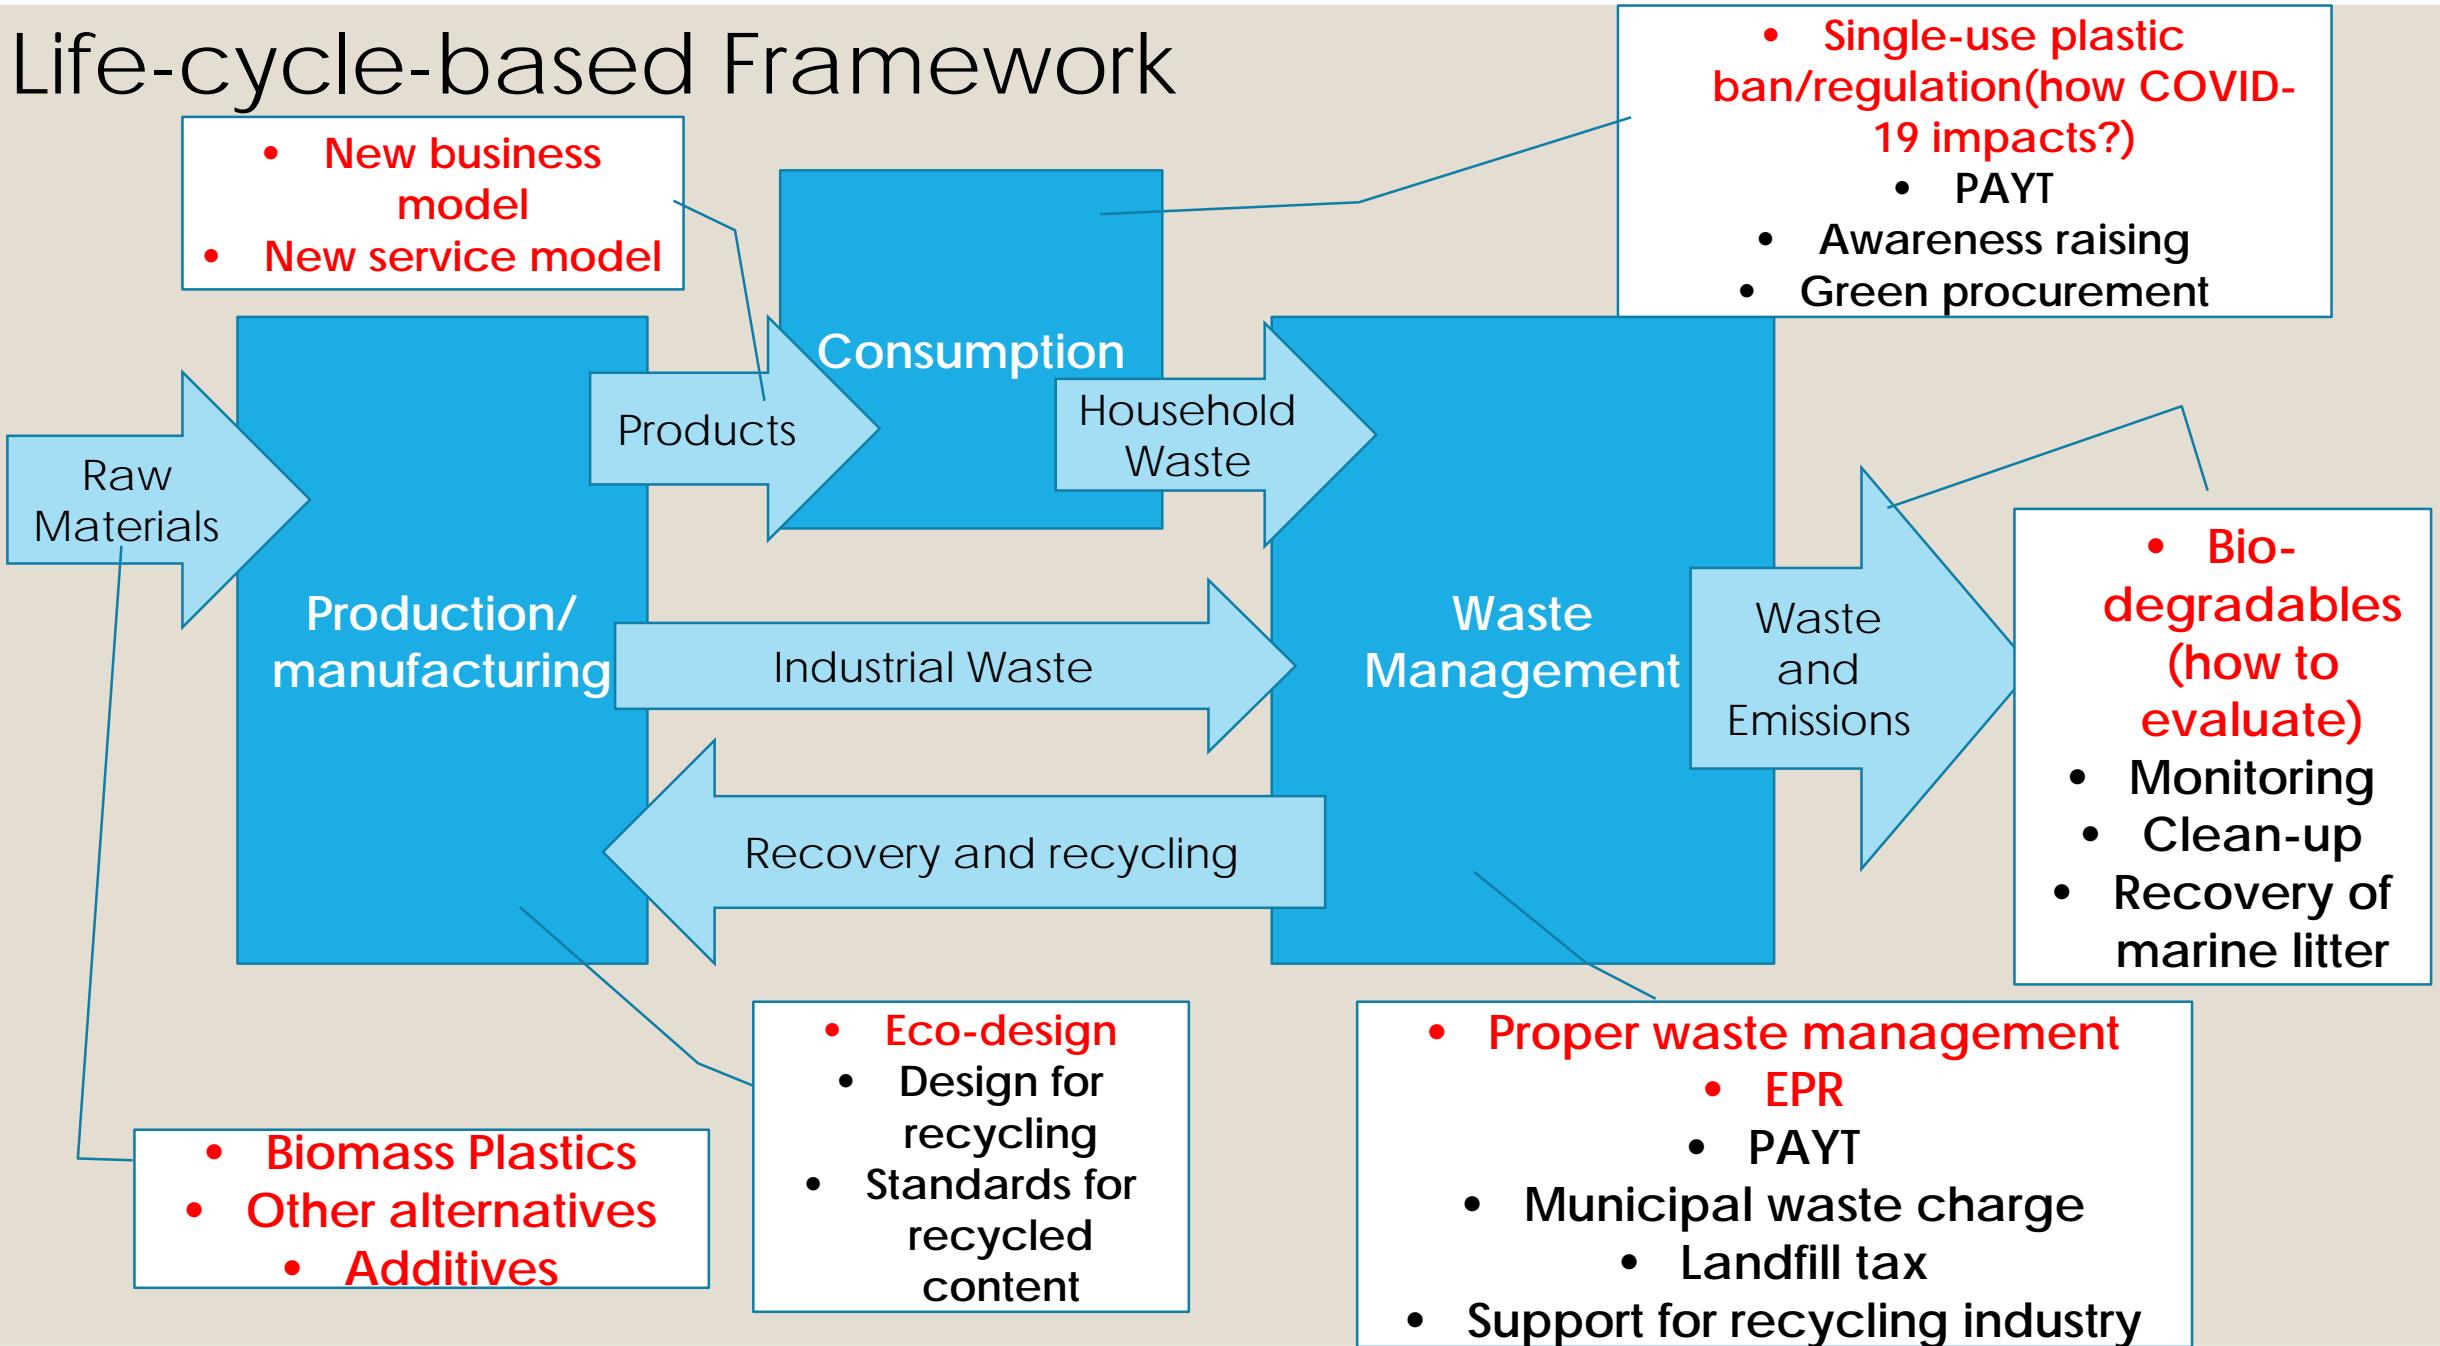 Life-cycle-based Framework
• Single-use plastic
ban/regulation(how COVID-
19 impacts?)
• PAYT
• Awareness raising
• Green procurement
• New business
model
• New service model
Consumption
Products
Household
Waste
Raw
Materials
Production/
manufacturing
Industrial Waste
Waste
Management
Waste
and
Emissions
• Bio-
degradables
(how to
evaluate)
• Monitoring
• Clean-up
• Recovery of
marine litter
Recovery and recycling
• Biomass Plastics
• Other alternatives
• Additives
• Eco-design
• Design for
recycling
• Standards for
recycled
content
• Proper waste management
• EPR
• PAYT
• Municipal waste charge
• Landfill tax
• Support for recycling industry